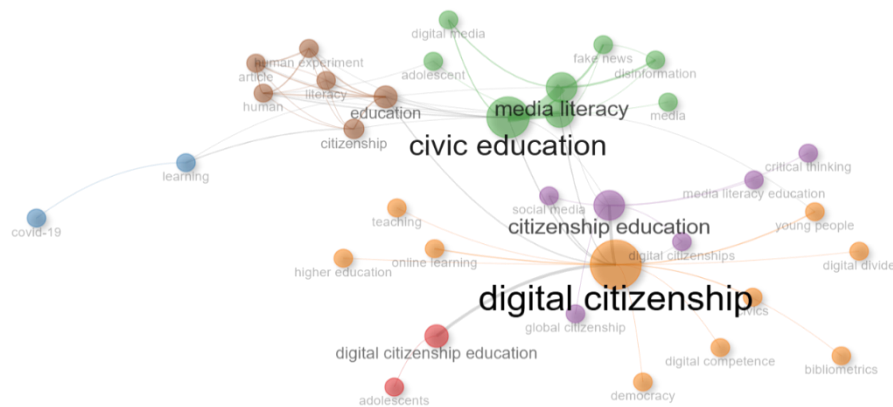 digital media
human experiment
fake news
article
adolescent
disinformation
literacy
human
education
media literacy
media
citizenship
civic education
critical thinking
learning
media literacy education
social media
teaching
citizenship education
young people
covid-19
digital citizenships
online learning
digital divide
higher education
digital citizenship
civics
global citizenship
digital citizenship education
digital competence
bibliometrics
democracy
adolescents